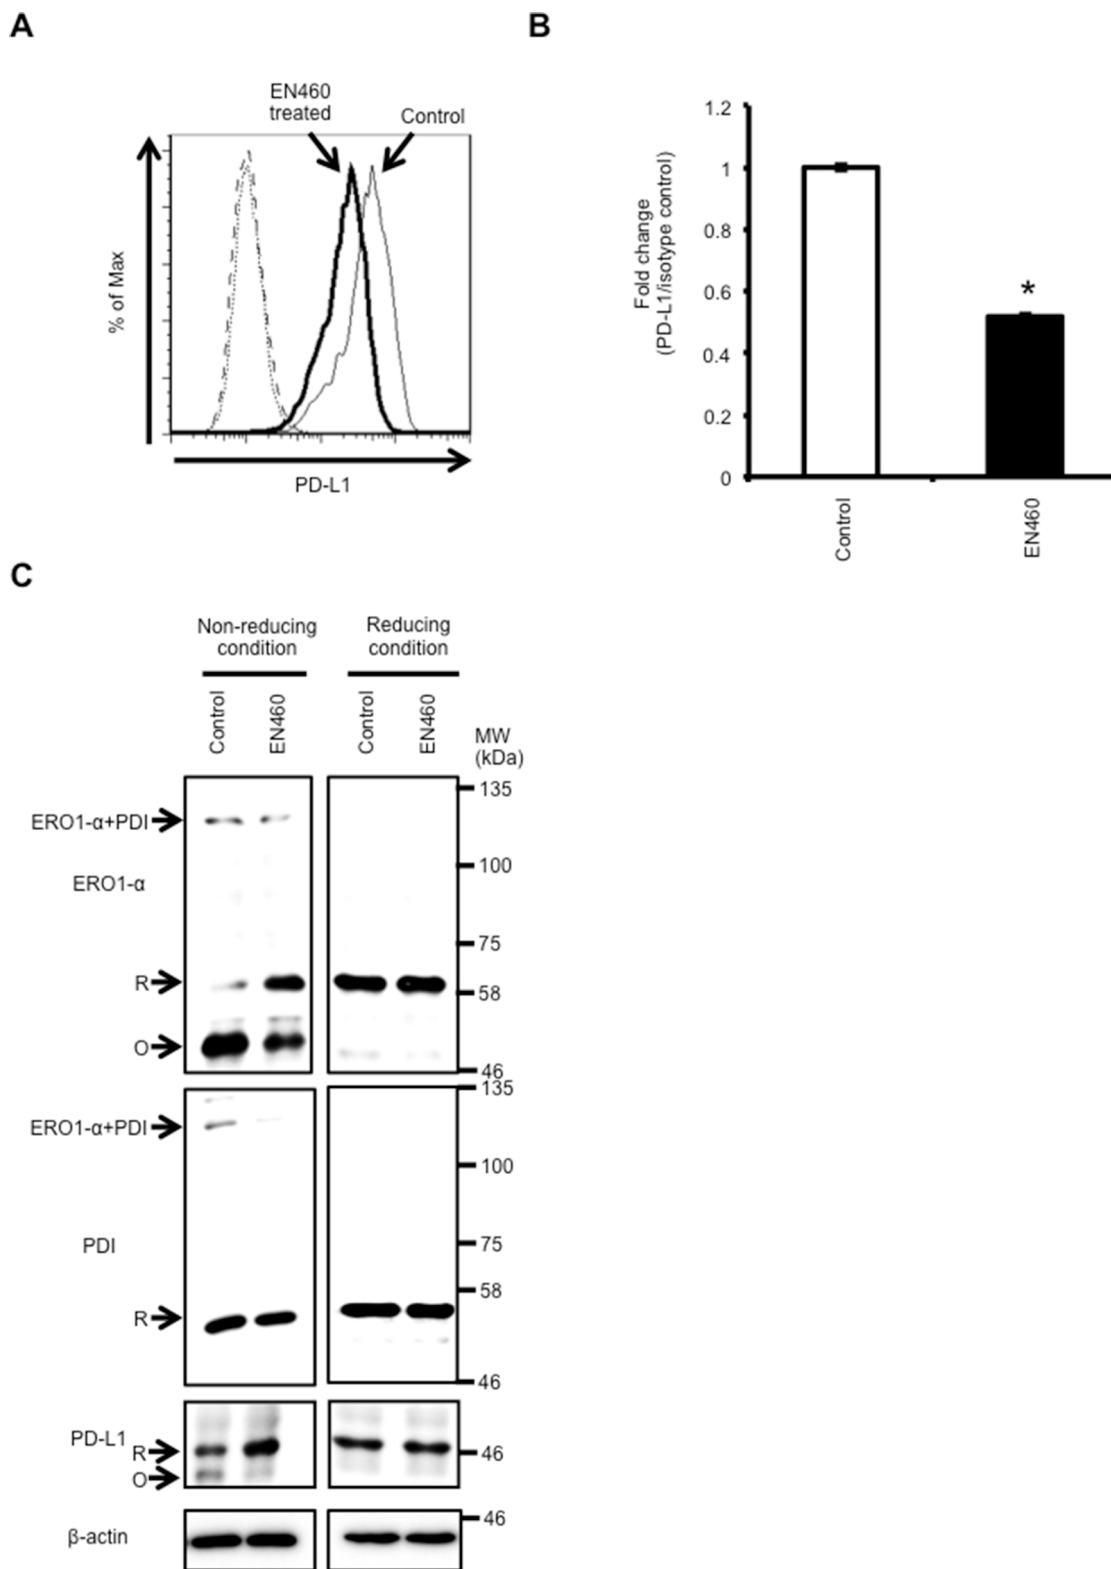 A
EN460
treated
Control
% of Max
PD-L1
B
1.2
1
0.8
0.6
0.4
0.2
0
Fold change
(PD-L1/isotype control)
*
Control
EN460
C
Non-reducing
condition
Reducing
condition
Control
EN460
Control
EN460
MW
(kDa)
135
ERO1-α+PDI
100
ERO1-α
75
R
58
O
46
135
ERO1-α+PDI
100
PDI
75
58
R
46
PD-L1
R
46
O
46
β-actin